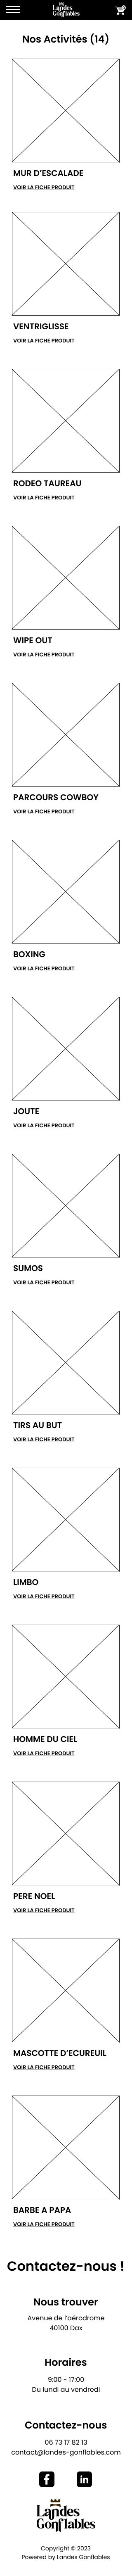 Landes
Gonflables
Nos Activités (14)
MUR D'ESCALADE
VOIR LA FICHE PRODUIT
VENTRIGLISSE
VOIR LA FICHE PRODUIT
RODEO TAUREAU
VOIR LA FICHE PRODUIT
WIPE OUT
VOIR LA FICHE PRODUIT
PARCOURS COWBOY
VOIR LA FICHE PRODUIT
BOXING
VOIR LA FICHE PRODUIT
JOUTE
VOIR LA FICHE PRODUIT
SUMOS
VOIR LA FICHE PRODUIT
TIRS AU BUT
VOIR LA FICHE PRODUIT
LIMBO
VOIR LA FICHE PRODUIT
HOMME DU CIEL
VOIR LA FICHE PRODUIT
PERE NOEL
VOIR LA FICHE PRODUIT
MASCOTTE D'ECUREUIL
VOIR LA FICHE PRODUIT
BARBE A PAPA
VOIR LA FICHE PRODUIT
Contactez-nous !
Nous trouver
Avenue de l'aérodrome
40100 Dax
Horaires
9:00 - 17:00
Du lundi au vendredi
Contactez-nous
06 73 17 82 13
contact@landes-gonflables.com
Landes
Gonflables
Copyright © 2023
Powered by Landes Gonflables